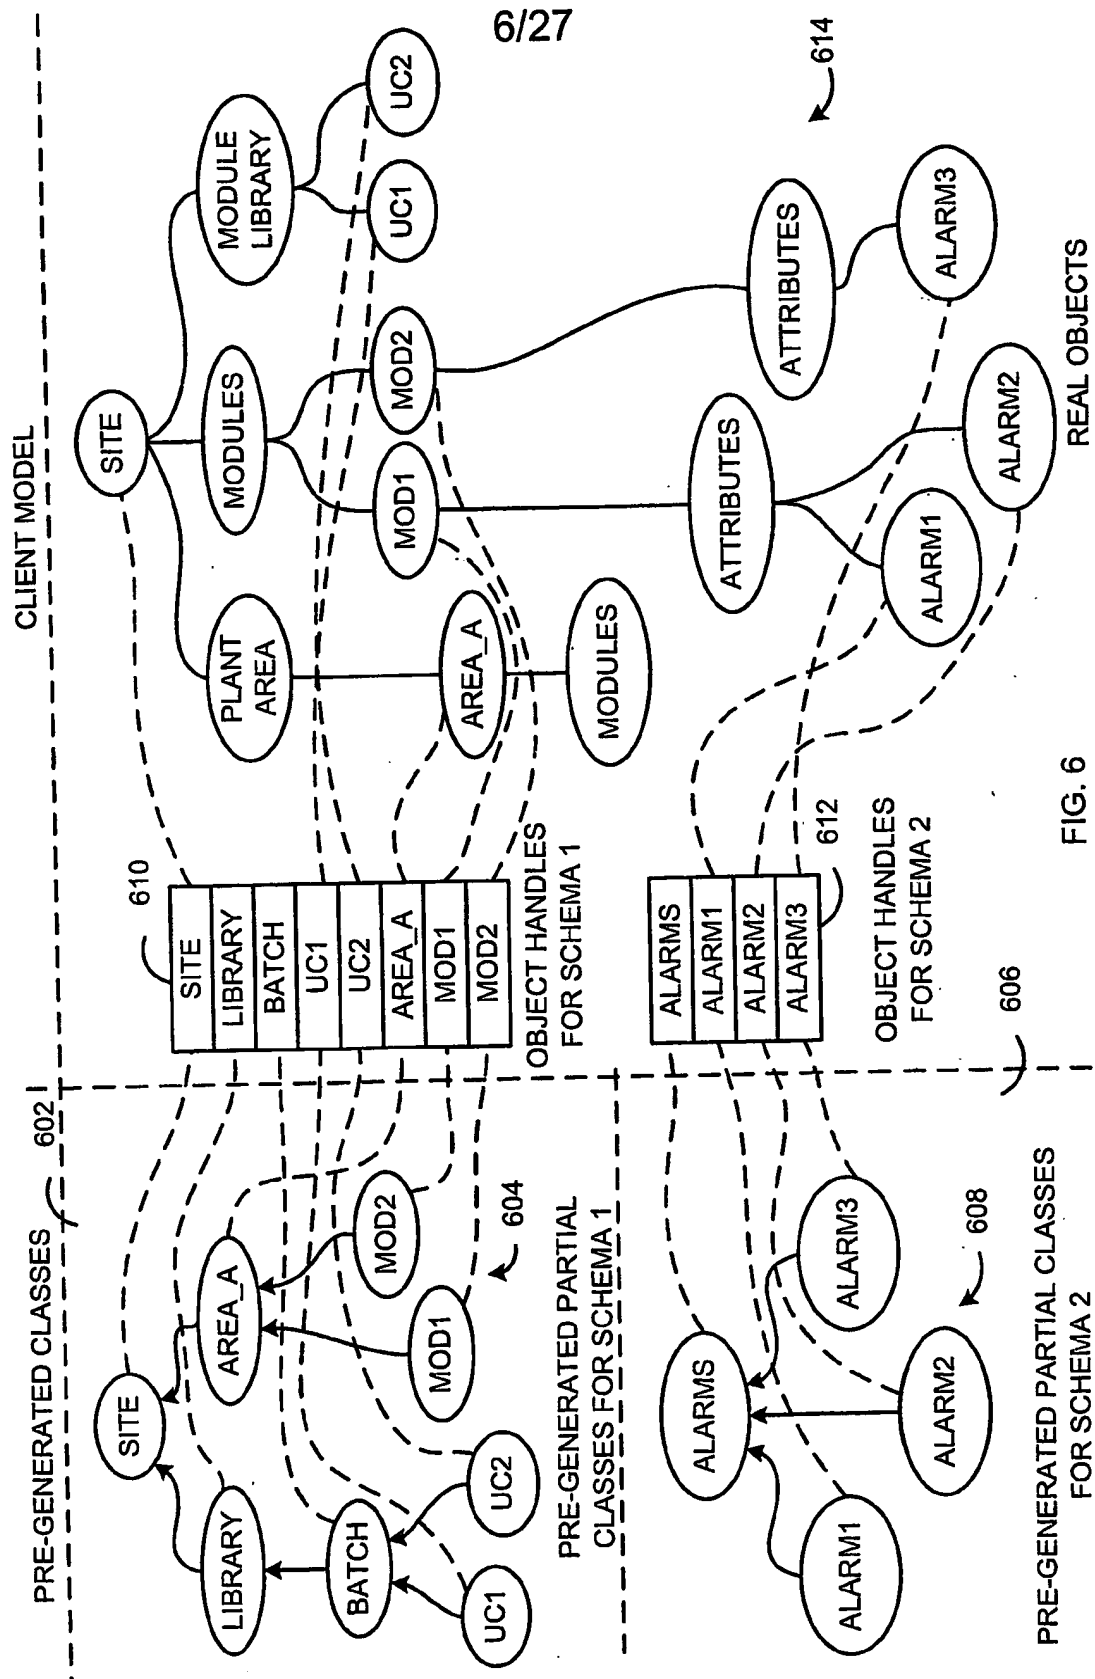 6/27
CLIENT MODEL
PRE-GENERATED CLASSES
602
SITE
LIBRARY
AREA_A
BATCH
MOD2
MOD1
UC1
UC2
604
PRE-GENERATED PARTIAL
CLASSES FOR SCHEMA 1
610
SITE
LIBRARY
BATCH
UC1
UC2
AREA_A
MOD1
MOD2
OBJECT HANDLES
FOR SCHEMA 1
SITE
PLANT
AREA
MODULES
MODULE
LIBRARY
AREA_A
MOD1
MOD2
UC1
UC2
MODULES
ATTRIBUTES
ATTRIBUTES
ALARM1
ALARM2
ALARM3
614
REAL OBJECTS
ALARMS
ALARM1
ALARM2
ALARM3
608
PRE-GENERATED PARTIAL CLASSES
FOR SCHEMA 2
ALARMS
ALARM1
ALARM2
ALARM3
612
OBJECT HANDLES
FOR SCHEMA 2
606
FIG. 6